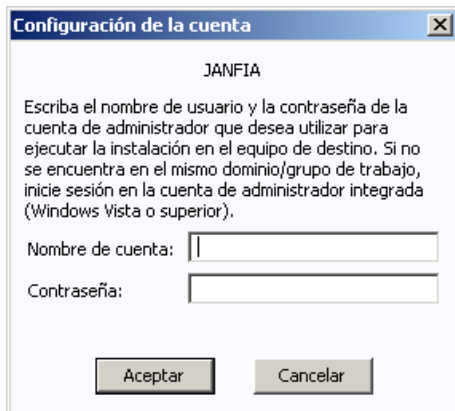 Configuración de la cuenta
JANFIA
Escriba el nombre de usuario y la contraseña de la
cuenta de administrador que desea utilizar para
ejecutar la instalación en el equipo de destino. Si no
se encuentra en el mismo dominio/grupo de trabajo,
inicie sesión en la cuenta de administrador integrada
(Windows Vista o superior).
Nombre de cuenta:
Contraseña:
Aceptar Cancelar